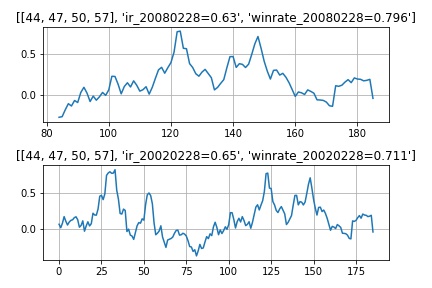 [[44, 47, 50, 57], 'ir_20080228=0.63', 'winrate_20080228=0.796']
0.5
0.0
80 100 120 140 160 180
[[44, 47, 50, 57], 'ir_20020228=0.65', 'winrate_20020228=0.711']
0.5
0.0
0 25 50 75 100 125 150 175